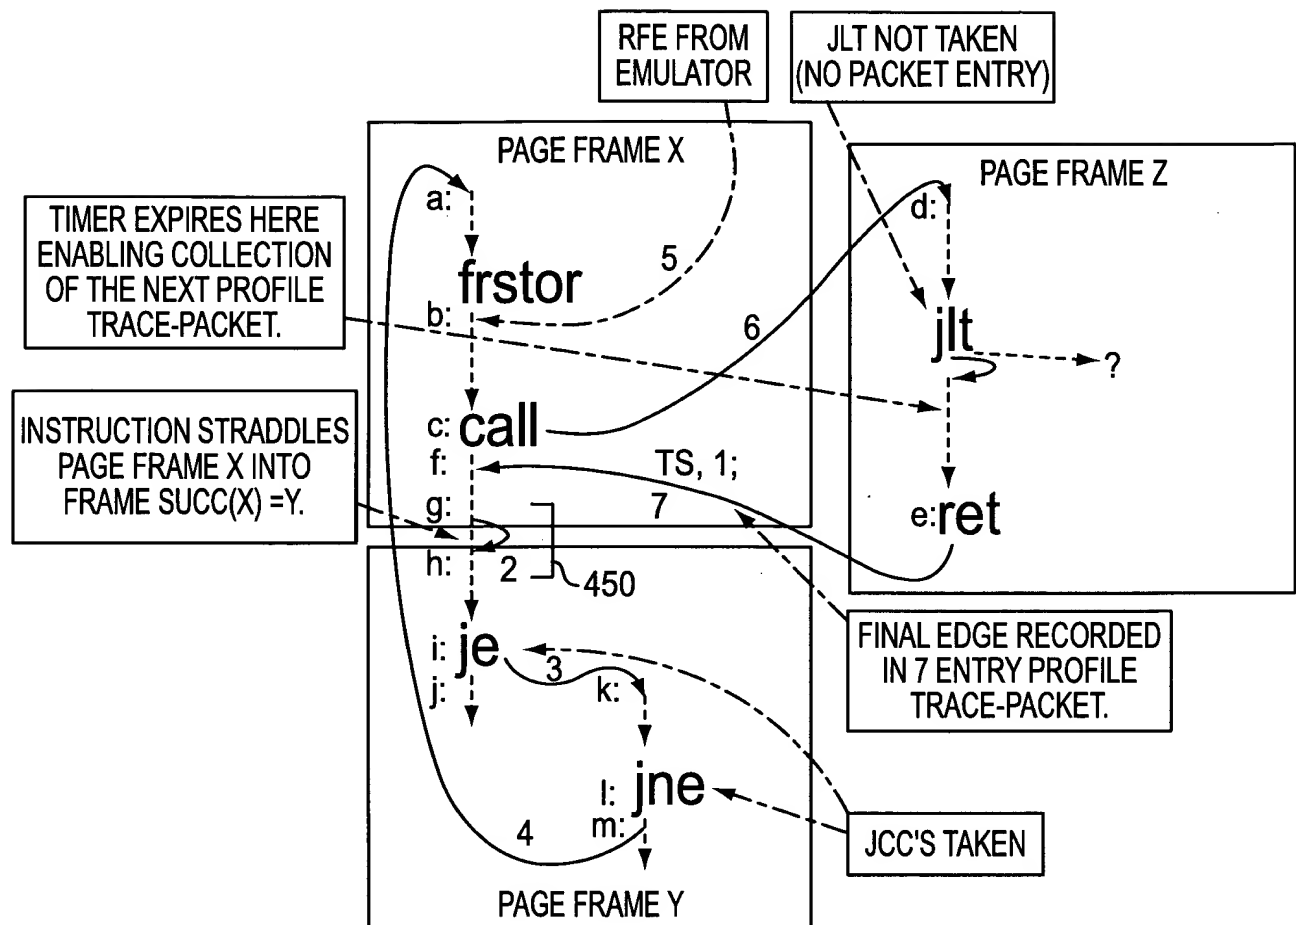 RFE FROM
EMULATOR
JLT NOT TAKEN
(NO PACKET ENTRY)
PAGE FRAME X
PAGE FRAME Z
TIMER EXPIRES HERE
ENABLING COLLECTION
OF THE NEXT PROFILE
TRACE-PACKET.
a:
d:
frstor
5
b:
6
jlt
?
INSTRUCTION STRADDLES
PAGE FRAME X INTO
FRAME SUCC(X) =Y.
c: call
f:
TS, 1;
g:
7
e: ret
h:
2
450
i: je
3
j:
k:
FINAL EDGE RECORDED
IN 7 ENTRY PROFILE
TRACE-PACKET.
l: jne
m:
4
JCC'S TAKEN
PAGE FRAME Y